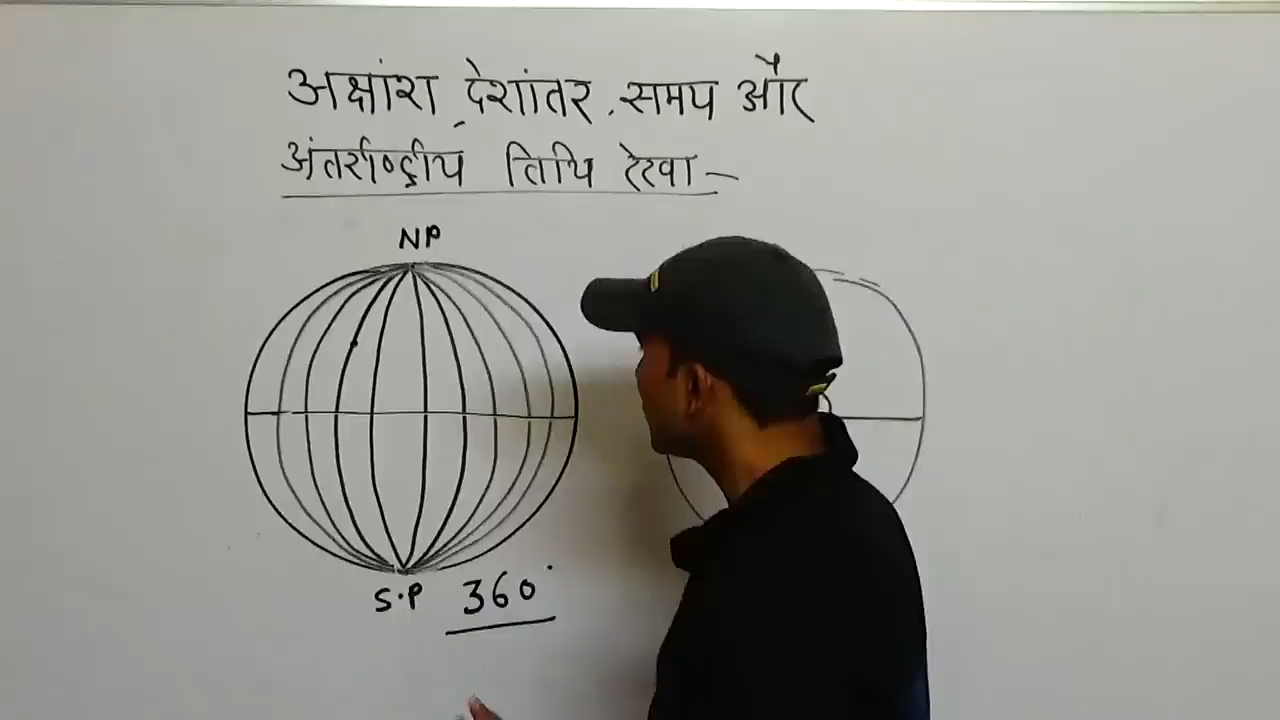 अक्षांश, देशांतर, समय और
अंतर्राष्ट्रीय तिथि रेखा -
NP
S.P 360°